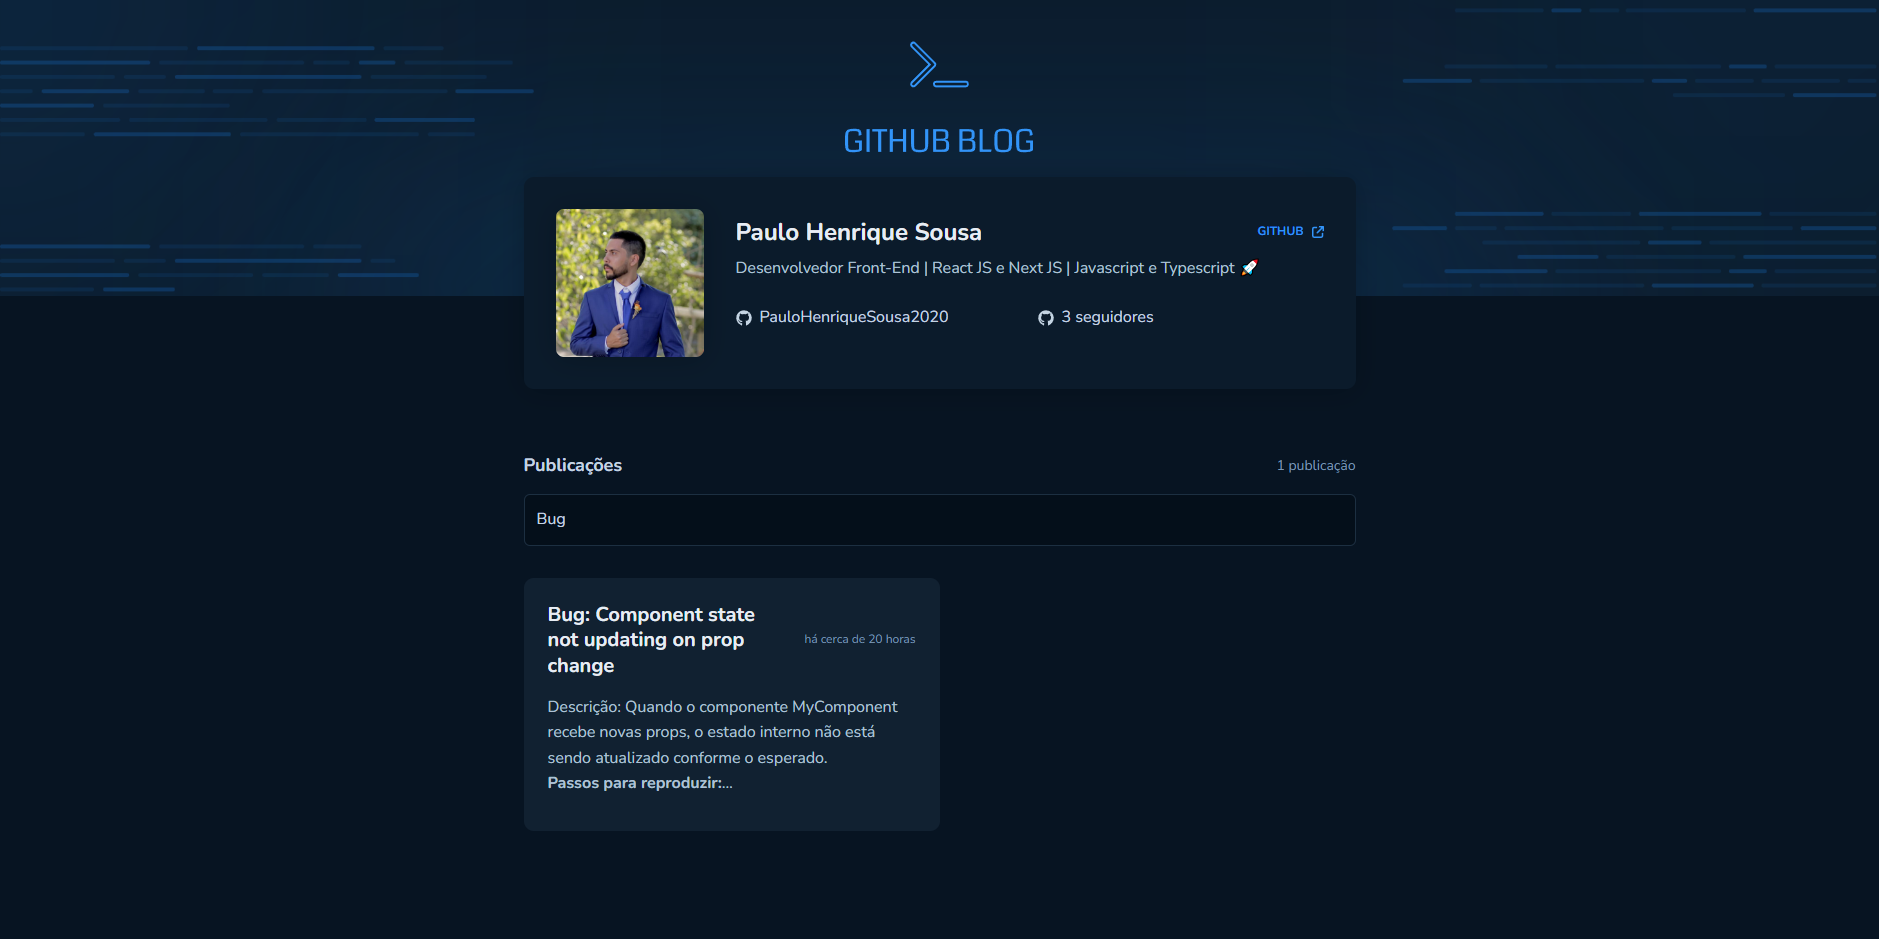 GITHUB BLOG
Paulo Henrique Sousa
GITHUB
Desenvolvedor Front-End | React JS e Next JS | Javascript e Typescript 🚀
PauloHenriqueSousa2020
3 seguidores
Publicações
1 publicação
Bug
Bug: Component state
not updating on prop
change
há cerca de 20 horas
Descrição: Quando o componente MyComponent
recebe novas props, o estado interno não está
sendo atualizado conforme o esperado.
Passos para reproduzir:...